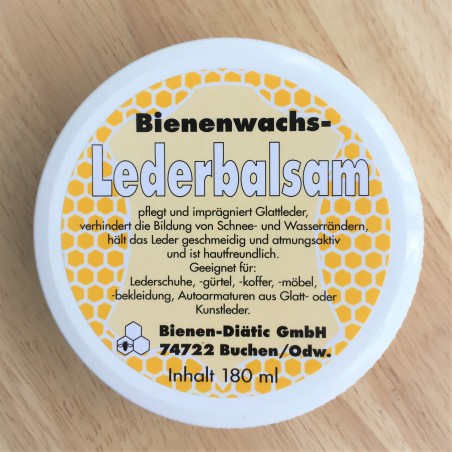 Bienenwachs-
Lederbalsam
pflegt und imprägniert Glattleder,
verhindert die Bildung von Schnee- und Wasserrändern,
hält das Leder geschmeidig und atmungsaktiv
und ist hautfreundlich.
Geeignet für:
Lederschuhe, -gürtel, -koffer, -möbel,
-bekleidung, Autoarmaturen aus Glatt- oder
Kunstleder.
Bienen-Diätic GmbH
74722 Buchen/Odw.
Inhalt 180 ml